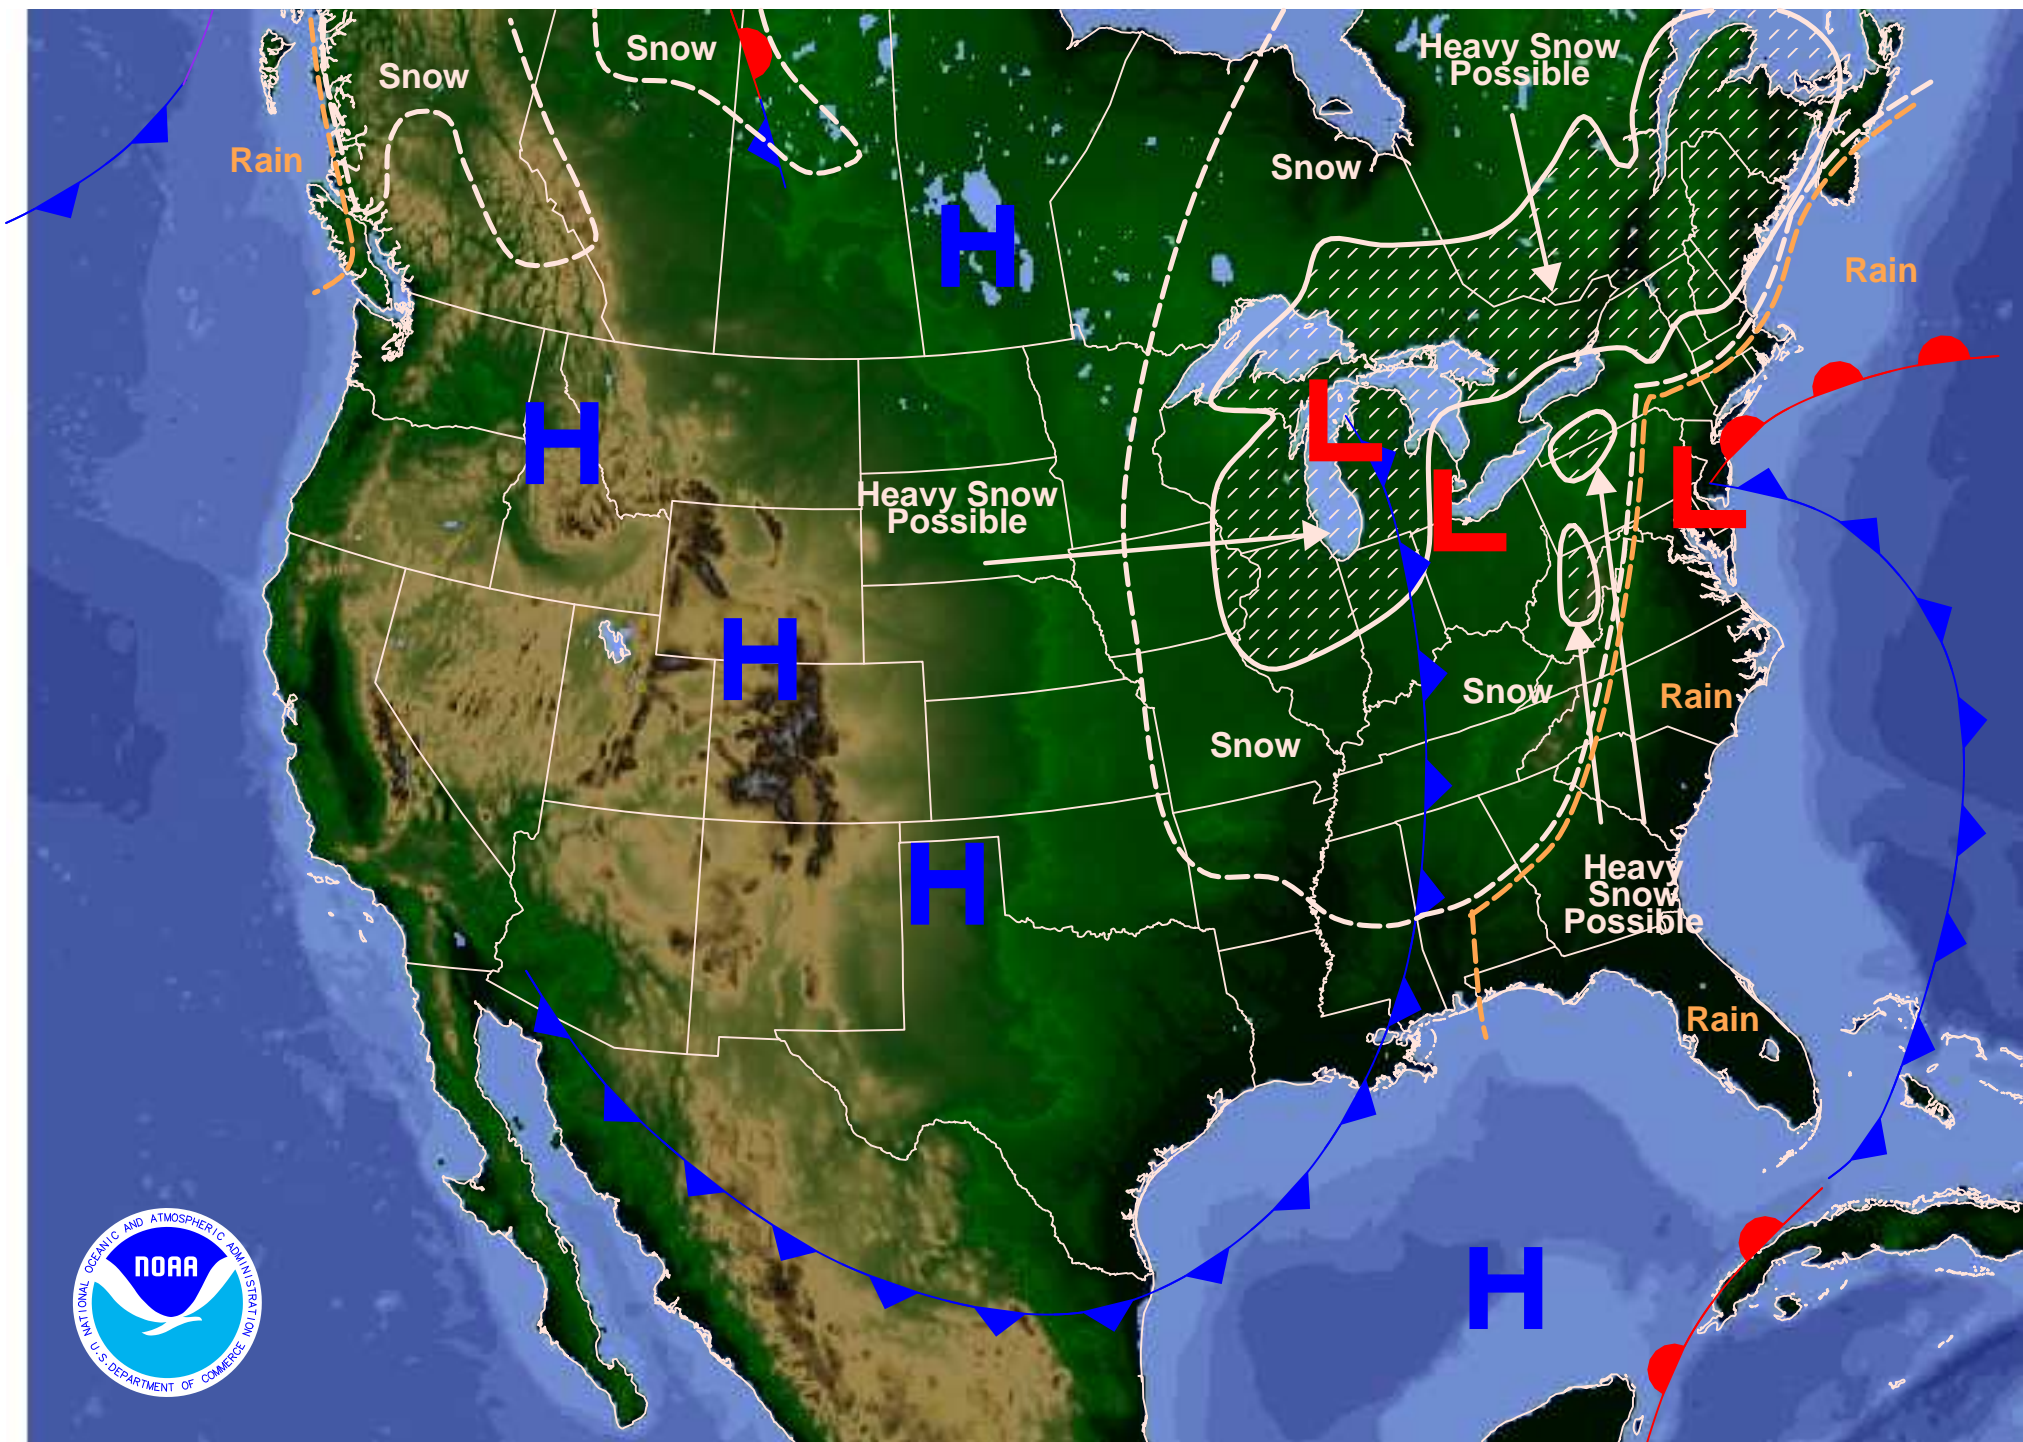 Snow
Snow
Heavy Snow
Possible
Rain
Snow
H
Rain
H
L
L
L
Heavy Snow
Possible
H
Snow
Rain
Snow
H
Heavy
Snow
Possible
Rain
H
NATIONAL OCEANIC AND ATMOSPHERIC ADMINISTRATION
NOAA
U.S. DEPARTMENT OF COMMERCE